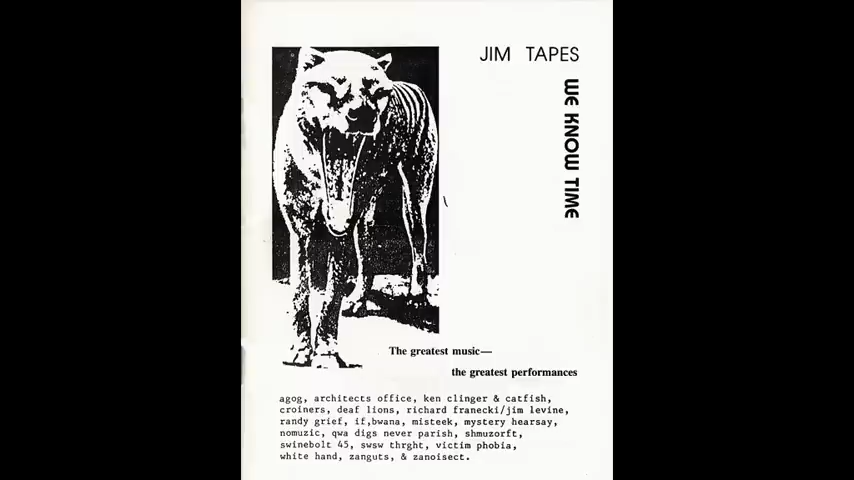 JIM TAPES
WE KNOW TIME
The greatest music—
the greatest performances
agog, architects office, ken clinger & catfish,
croiners, deaf lions, richard franecki/jim levine,
randy grief, if,bwana, misteek, mystery hearsay,
nomuzic, qwa digs never parish, shmuzorft,
swinebolt 45, swsw thrght, victim phobia,
white hand, zanguts, & zanoisect.